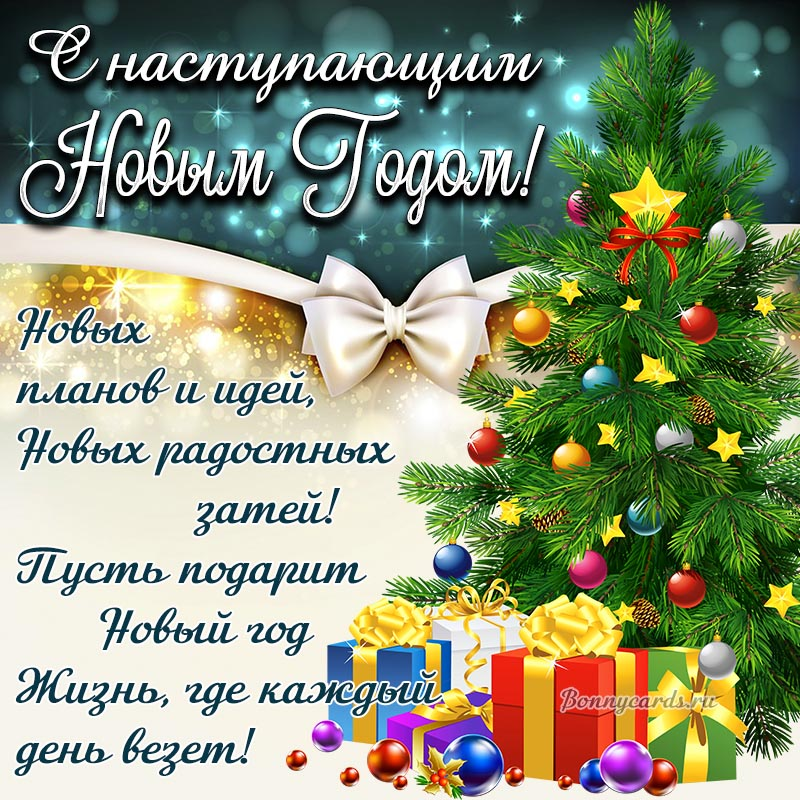 С наступающим
Новым Годом!
Новых
планов и идей,
Новых радостных
затей!
Пусть подарит
Новый год
Жизнь, где каждый
день везет!
Bonnycards.ru